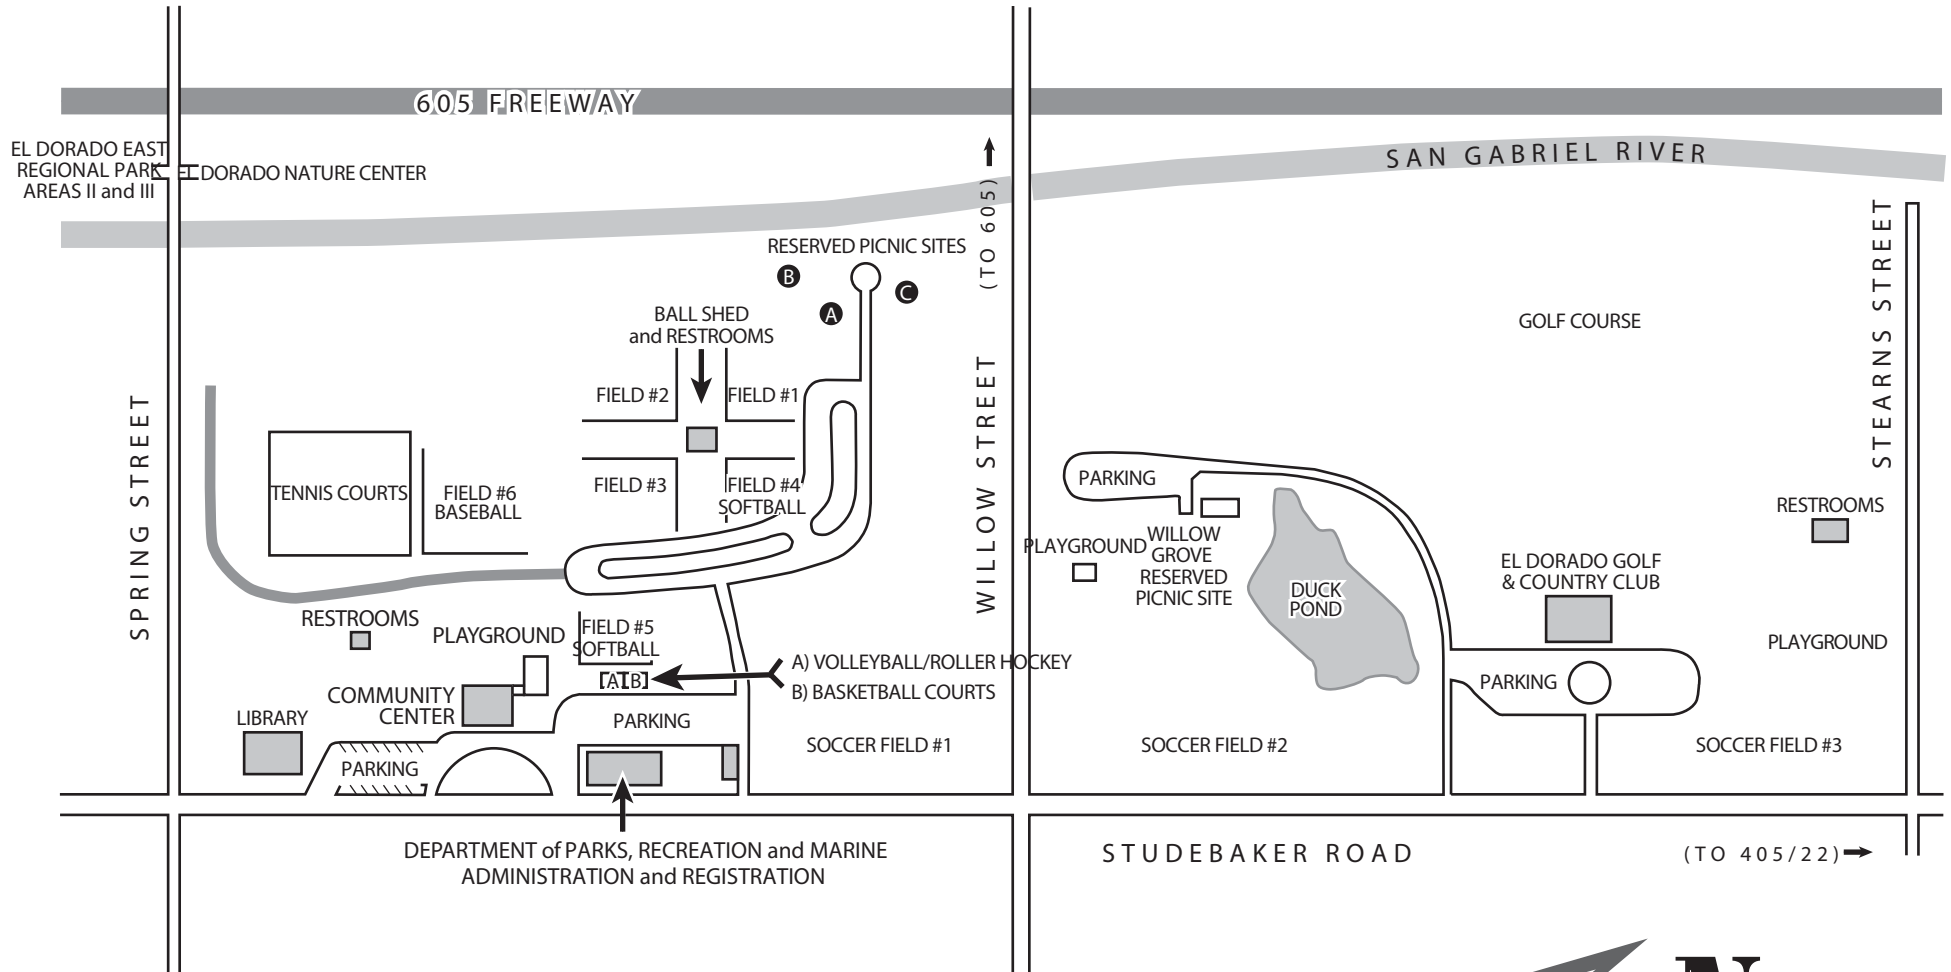 605 FREEWAY
SAN GABRIEL RIVER
EL DORADO EAST
REGIONAL PARK
AREAS II and III
EL DORADO NATURE CENTER
(TO 605)
RESERVED PICNIC SITES
B
C
A
BALL SHED
and RESTROOMS
FIELD #2
FIELD #1
FIELD #3
FIELD #4
SOFTBALL
TENNIS COURTS
FIELD #6
BASEBALL
SPRING STREET
WILLOW STREET
STEARNS STREET
GOLF COURSE
PARKING
PLAYGROUND
WILLOW
GROVE
RESERVED
PICNIC SITE
DUCK
POND
EL DORADO GOLF
& COUNTRY CLUB
RESTROOMS
PLAYGROUND
PARKING
RESTROOMS
PLAYGROUND
FIELD #5
SOFTBALL
A B
A) VOLLEYBALL/ROLLER HOCKEY
B) BASKETBALL COURTS
COMMUNITY
CENTER
LIBRARY
PARKING
PARKING
SOCCER FIELD #1
SOCCER FIELD #2
SOCCER FIELD #3
DEPARTMENT of PARKS, RECREATION and MARINE
ADMINISTRATION and REGISTRATION
STUDEBAKER ROAD
(TO 405/22)
N